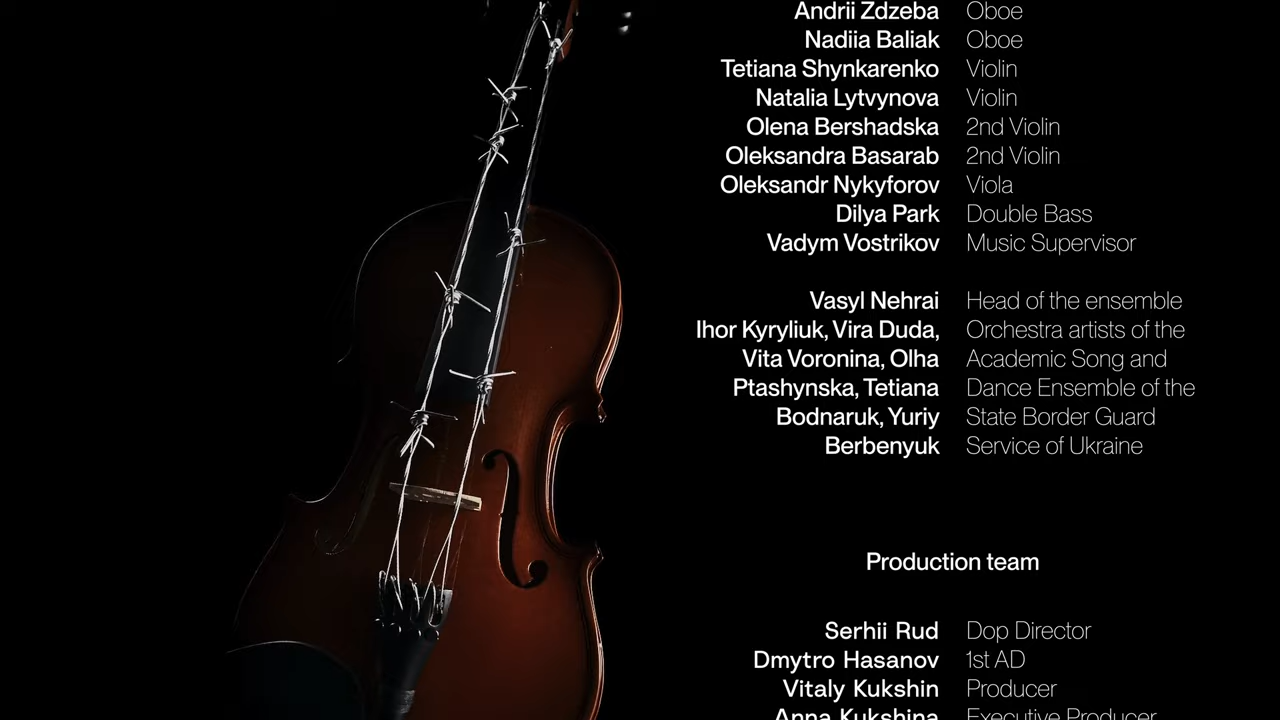 Andrii Zdzeba Oboe
Nadiia Baliak Oboe
Tetiana Shynkarenko Violin
Natalia Lytvynova Violin
Olena Bershadska 2nd Violin
Oleksandra Basarab 2nd Violin
Oleksandr Nykyforov Viola
Dilya Park Double Bass
Vadym Vostrikov Music Supervisor
Vasyl Nehrai Head of the ensemble
Ihor Kyryliuk, Vira Duda, Orchestra artists of the
Vita Voronina, Olha Academic Song and
Ptashynska, Tetiana Dance Ensemble of the
Bodnaruk, Yuriy State Border Guard
Berbenyuk Service of Ukraine
Production team
Serhii Rud Dop Director
Dmytro Hasanov 1st AD
Vitaly Kukshin Producer
Anna Kukshina Executive Producer